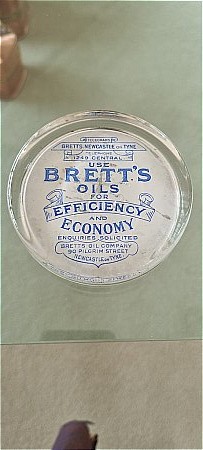 TELEGRAMS
BRETTS, NEWCASTLE ON TYNE
TELEPHONE
1249 CENTRAL
USE
BRETT'S
OILS
FOR
EFFICIENCY
AND
ECONOMY
ENQUIRIES SOLICITED
BRETTS OIL COMPANY
90 PILGRIM STREET
NEWCASTLE ON TYNE